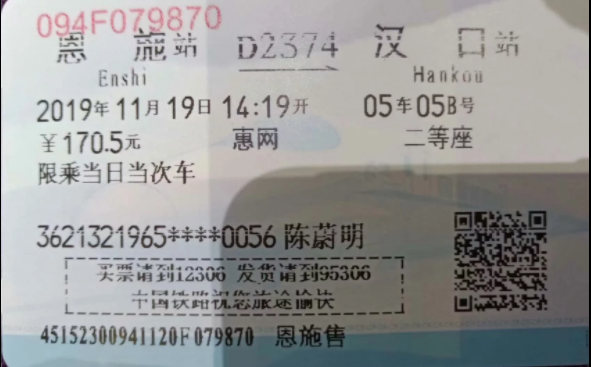 094F079870
恩施站 D2374 汉口站
Enshi Hankou
2019年11月19日 14:19开 05车05B号
￥170.5元 惠网 二等座
限乘当日当次车
3621321965****0056 陈蔚明
买票请到12306 发货请到95306
中国铁路祝您旅途愉快
45152300941120F079870 恩施售